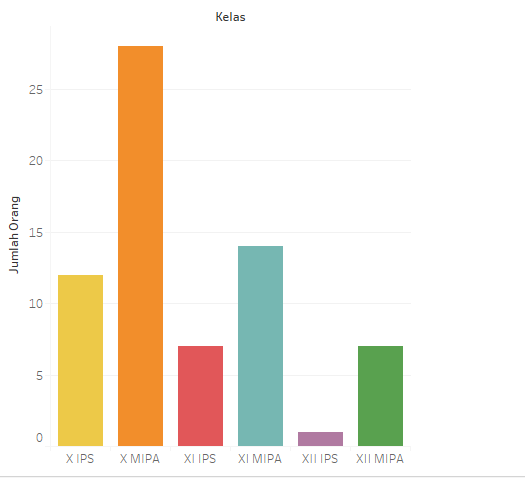 Kelas
Jumlah Orang
25
20
15
10
5
0
X IPS
X MIPA
XI IPS
XI MIPA
XII IPS
XII MIPA